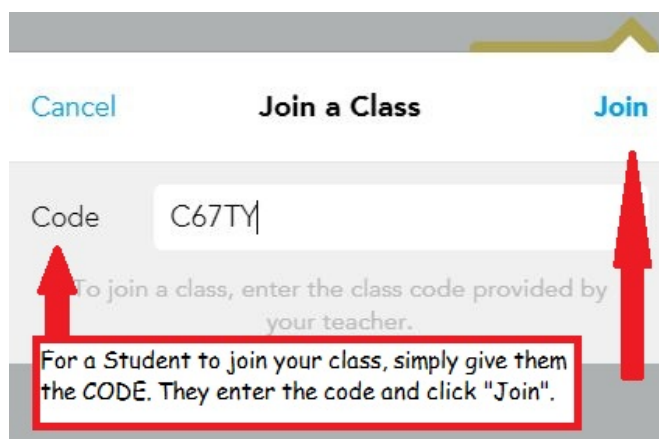 Cancel Join a Class Join
Code C67TY
To join a class, enter the class code provided by
your teacher.
For a Student to join your class, simply give them
the CODE. They enter the code and click "Join".